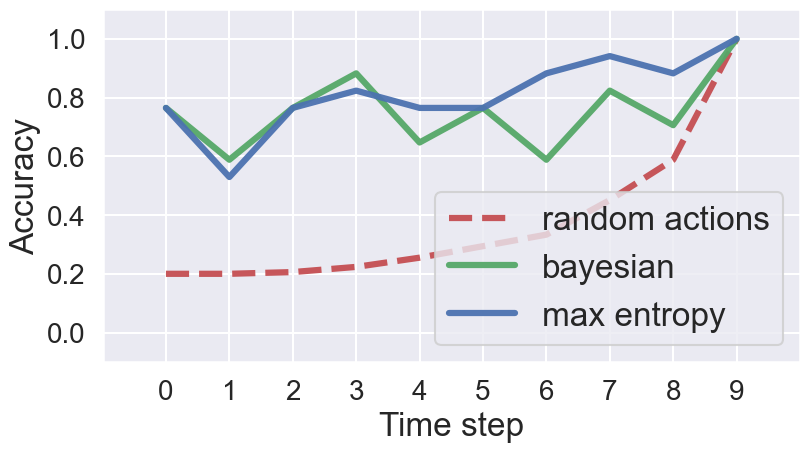 Accuracy
1.0
0.8
0.6
0.4
0.2
0.0
random actions
bayesian
max entropy
0 1 2 3 4 5 6 7 8 9
Time step